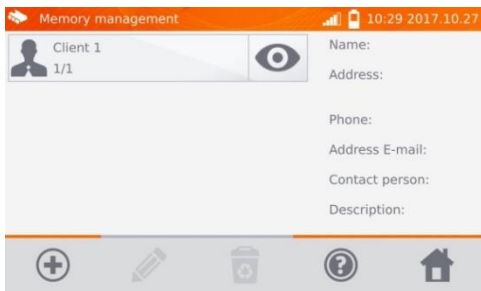 Memory management
10:29 2017.10.27
Client 1
1/1
Name:
Address:
Phone:
Address E-mail:
Contact person:
Description: